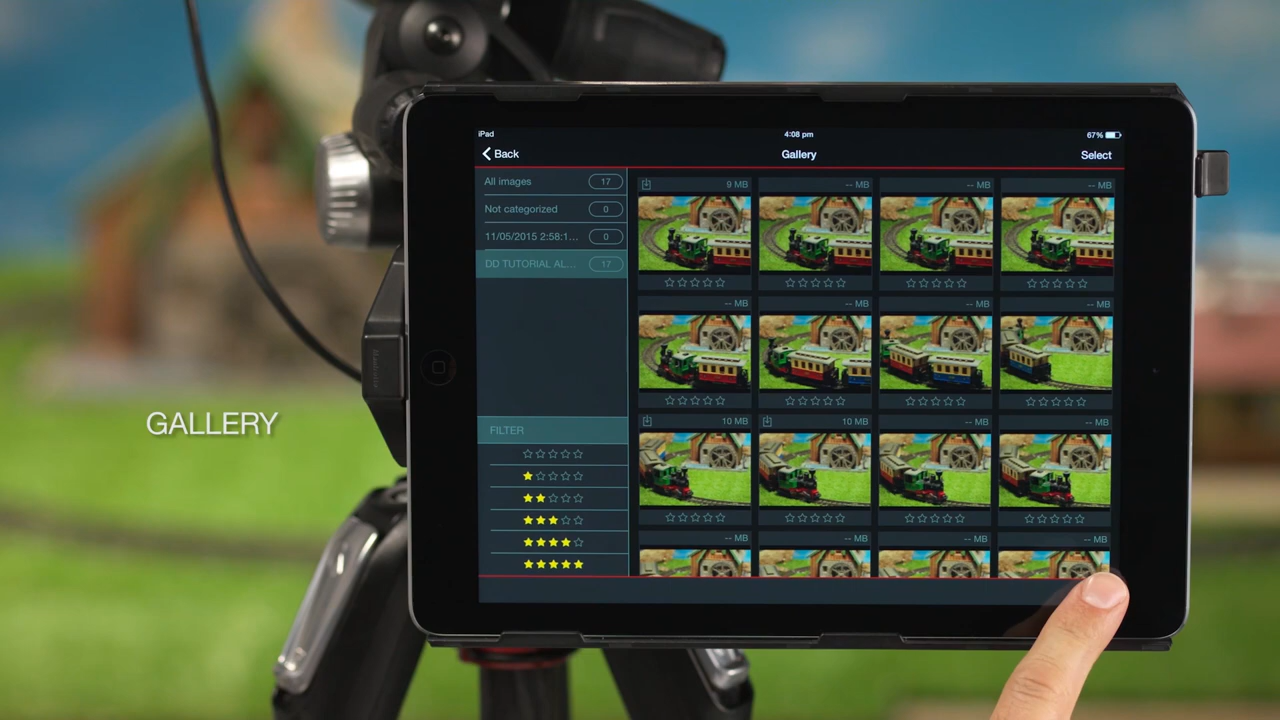 iPad 4:08 pm 67%
Back Gallery Select
All images 17
Not categorized 0
11/05/2015 2:58:1... 0
DD TUTORIAL AL... 17
FILTER
9 MB -- MB -- MB -- MB
-- MB -- MB -- MB -- MB
10 MB 10 MB -- MB -- MB
-- MB -- MB -- MB -- MB
GALLERY
Manfrotto